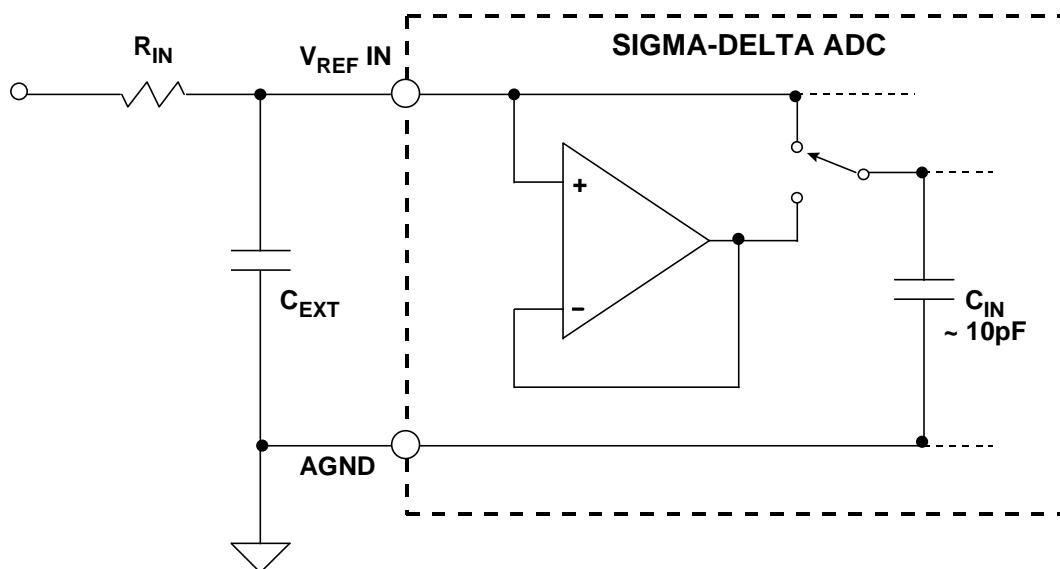 R_IN
V_REF IN
SIGMA-DELTA ADC
+
−
C_EXT
C_IN
~ 10pF
AGND